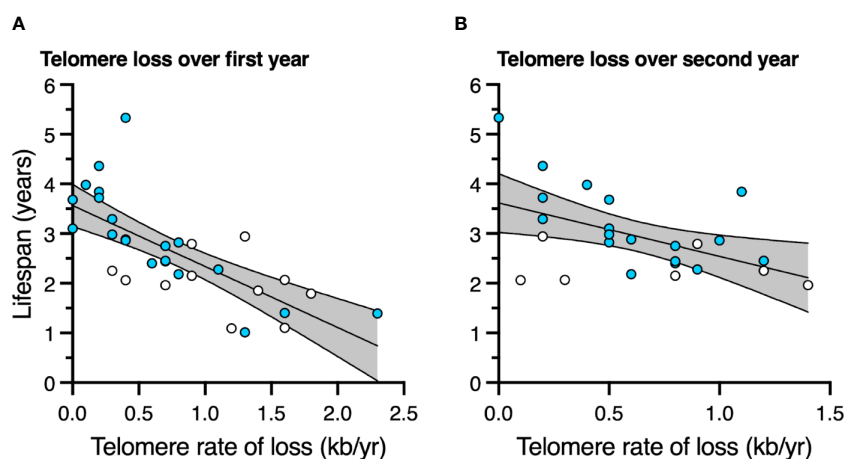 A
Telomere loss over first year
6
5
4
3
2
1
0
Lifespan (years)
0.0 0.5 1.0 1.5 2.0 2.5
Telomere rate of loss (kb/yr)
B
Telomere loss over second year
6
5
4
3
2
1
0
0.0 0.5 1.0 1.5
Telomere rate of loss (kb/yr)